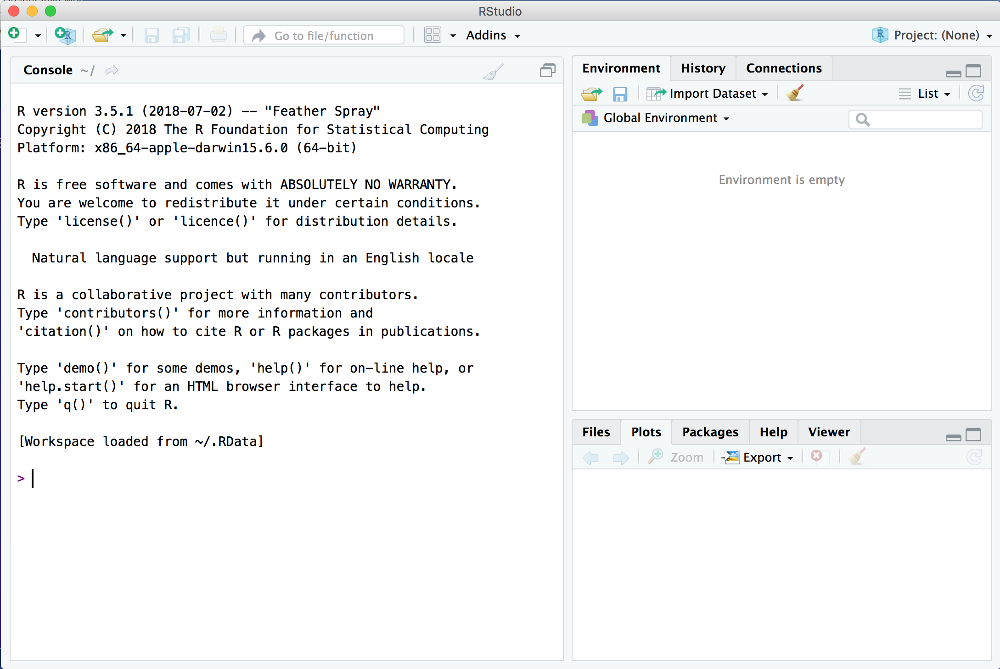 RStudio
Go to file/function
Addins
Project: (None)
Console ~/
R version 3.5.1 (2018-07-02) -- "Feather Spray"
Copyright (C) 2018 The R Foundation for Statistical Computing
Platform: x86_64-apple-darwin15.6.0 (64-bit)
R is free software and comes with ABSOLUTELY NO WARRANTY.
You are welcome to redistribute it under certain conditions.
Type 'license()' or 'licence()' for distribution details.
Natural language support but running in an English locale
R is a collaborative project with many contributors.
Type 'contributors()' for more information and
'citation()' on how to cite R or R packages in publications.
Type 'demo()' for some demos, 'help()' for on-line help, or
'help.start()' for an HTML browser interface to help.
Type 'q()' to quit R.
[Workspace loaded from ~/.RData]
>
Environment History Connections
Import Dataset List
Global Environment
Environment is empty
Files Plots Packages Help Viewer
Zoom Export